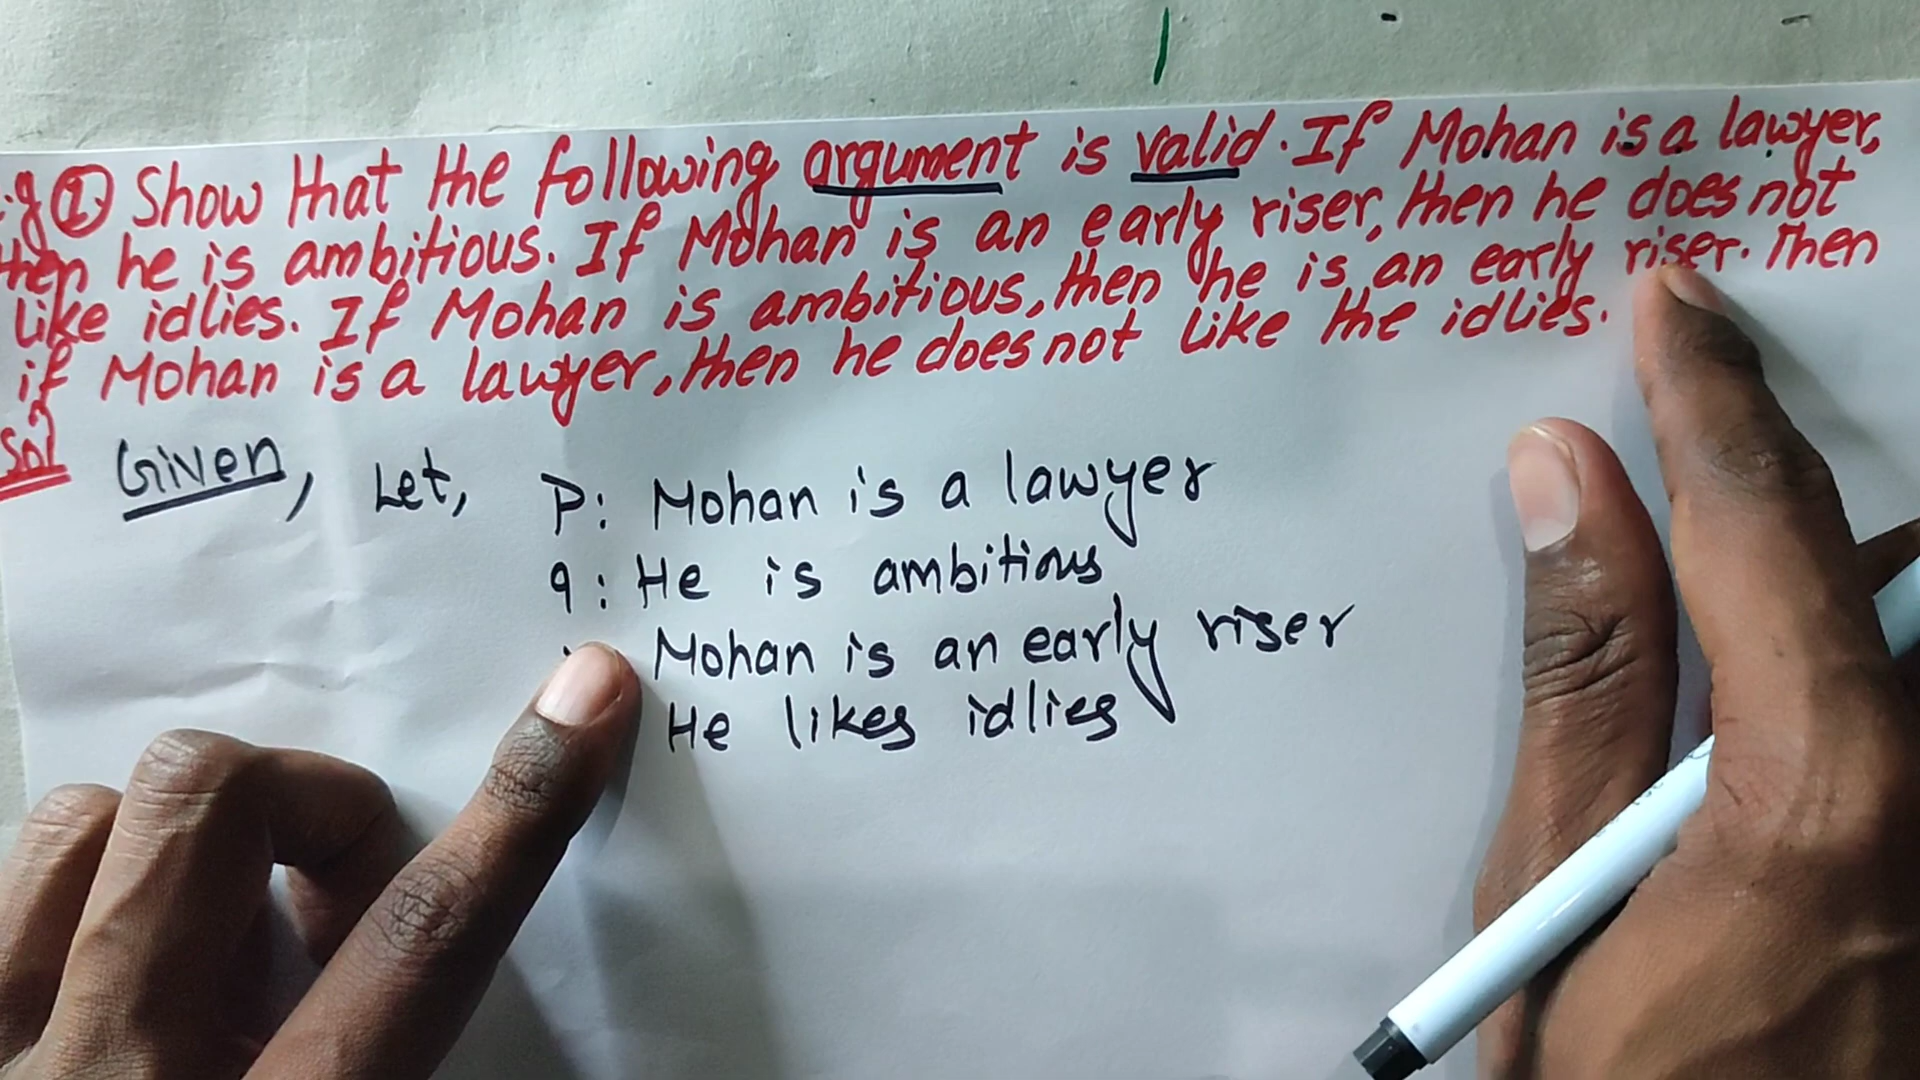 .g ①. Show that the following argument is valid. If Mohan is a lawyer,
then he is ambitious. If Mohan is an early riser, then he does not
like idlies. If Mohan is ambitious, then he is an early riser. Then
if Mohan is a lawyer, then he does not like the idlies.
Sol Given, Let, p: Mohan is a lawyer
q: He is ambitious
Mohan is an early riser
He likes idlies